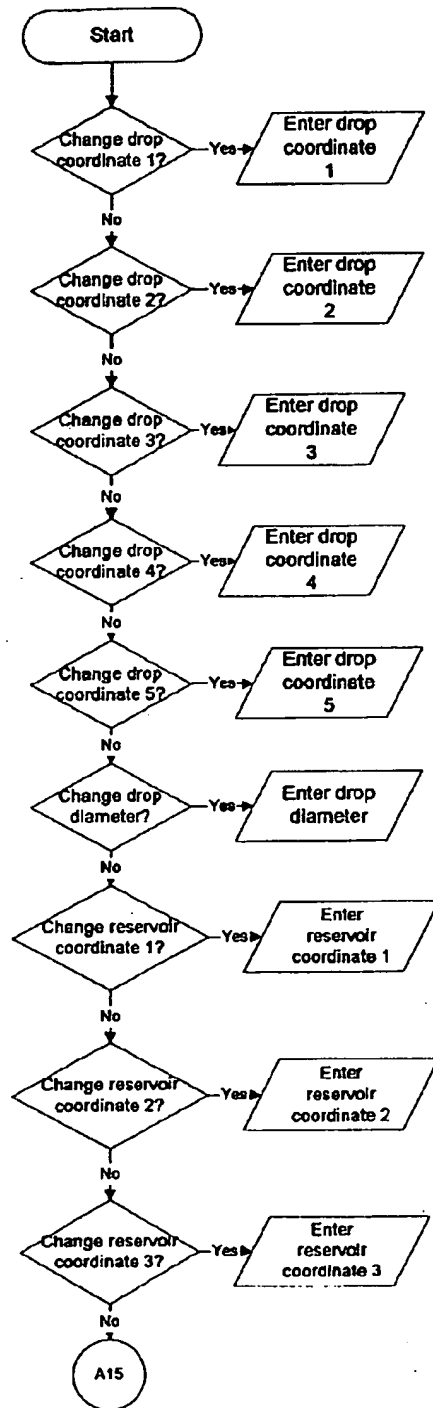 Start
Change drop
coordinate 1?
Yes
Enter drop
coordinate
1
No
Change drop
coordinate 2?
Yes
Enter drop
coordinate
2
No
Change drop
coordinate 3?
Yes
Enter drop
coordinate
3
No
Change drop
coordinate 4?
Yes
Enter drop
coordinate
4
No
Change drop
coordinate 5?
Yes
Enter drop
coordinate
5
No
Change drop
diameter?
Yes
Enter drop
diameter
No
Change reservoir
coordinate 1?
Yes
Enter
reservoir
coordinate 1
No
Change reservoir
coordinate 2?
Yes
Enter
reservoir
coordinate 2
No
Change reservoir
coordinate 3?
Yes
Enter
reservoir
coordinate 3
No
A15